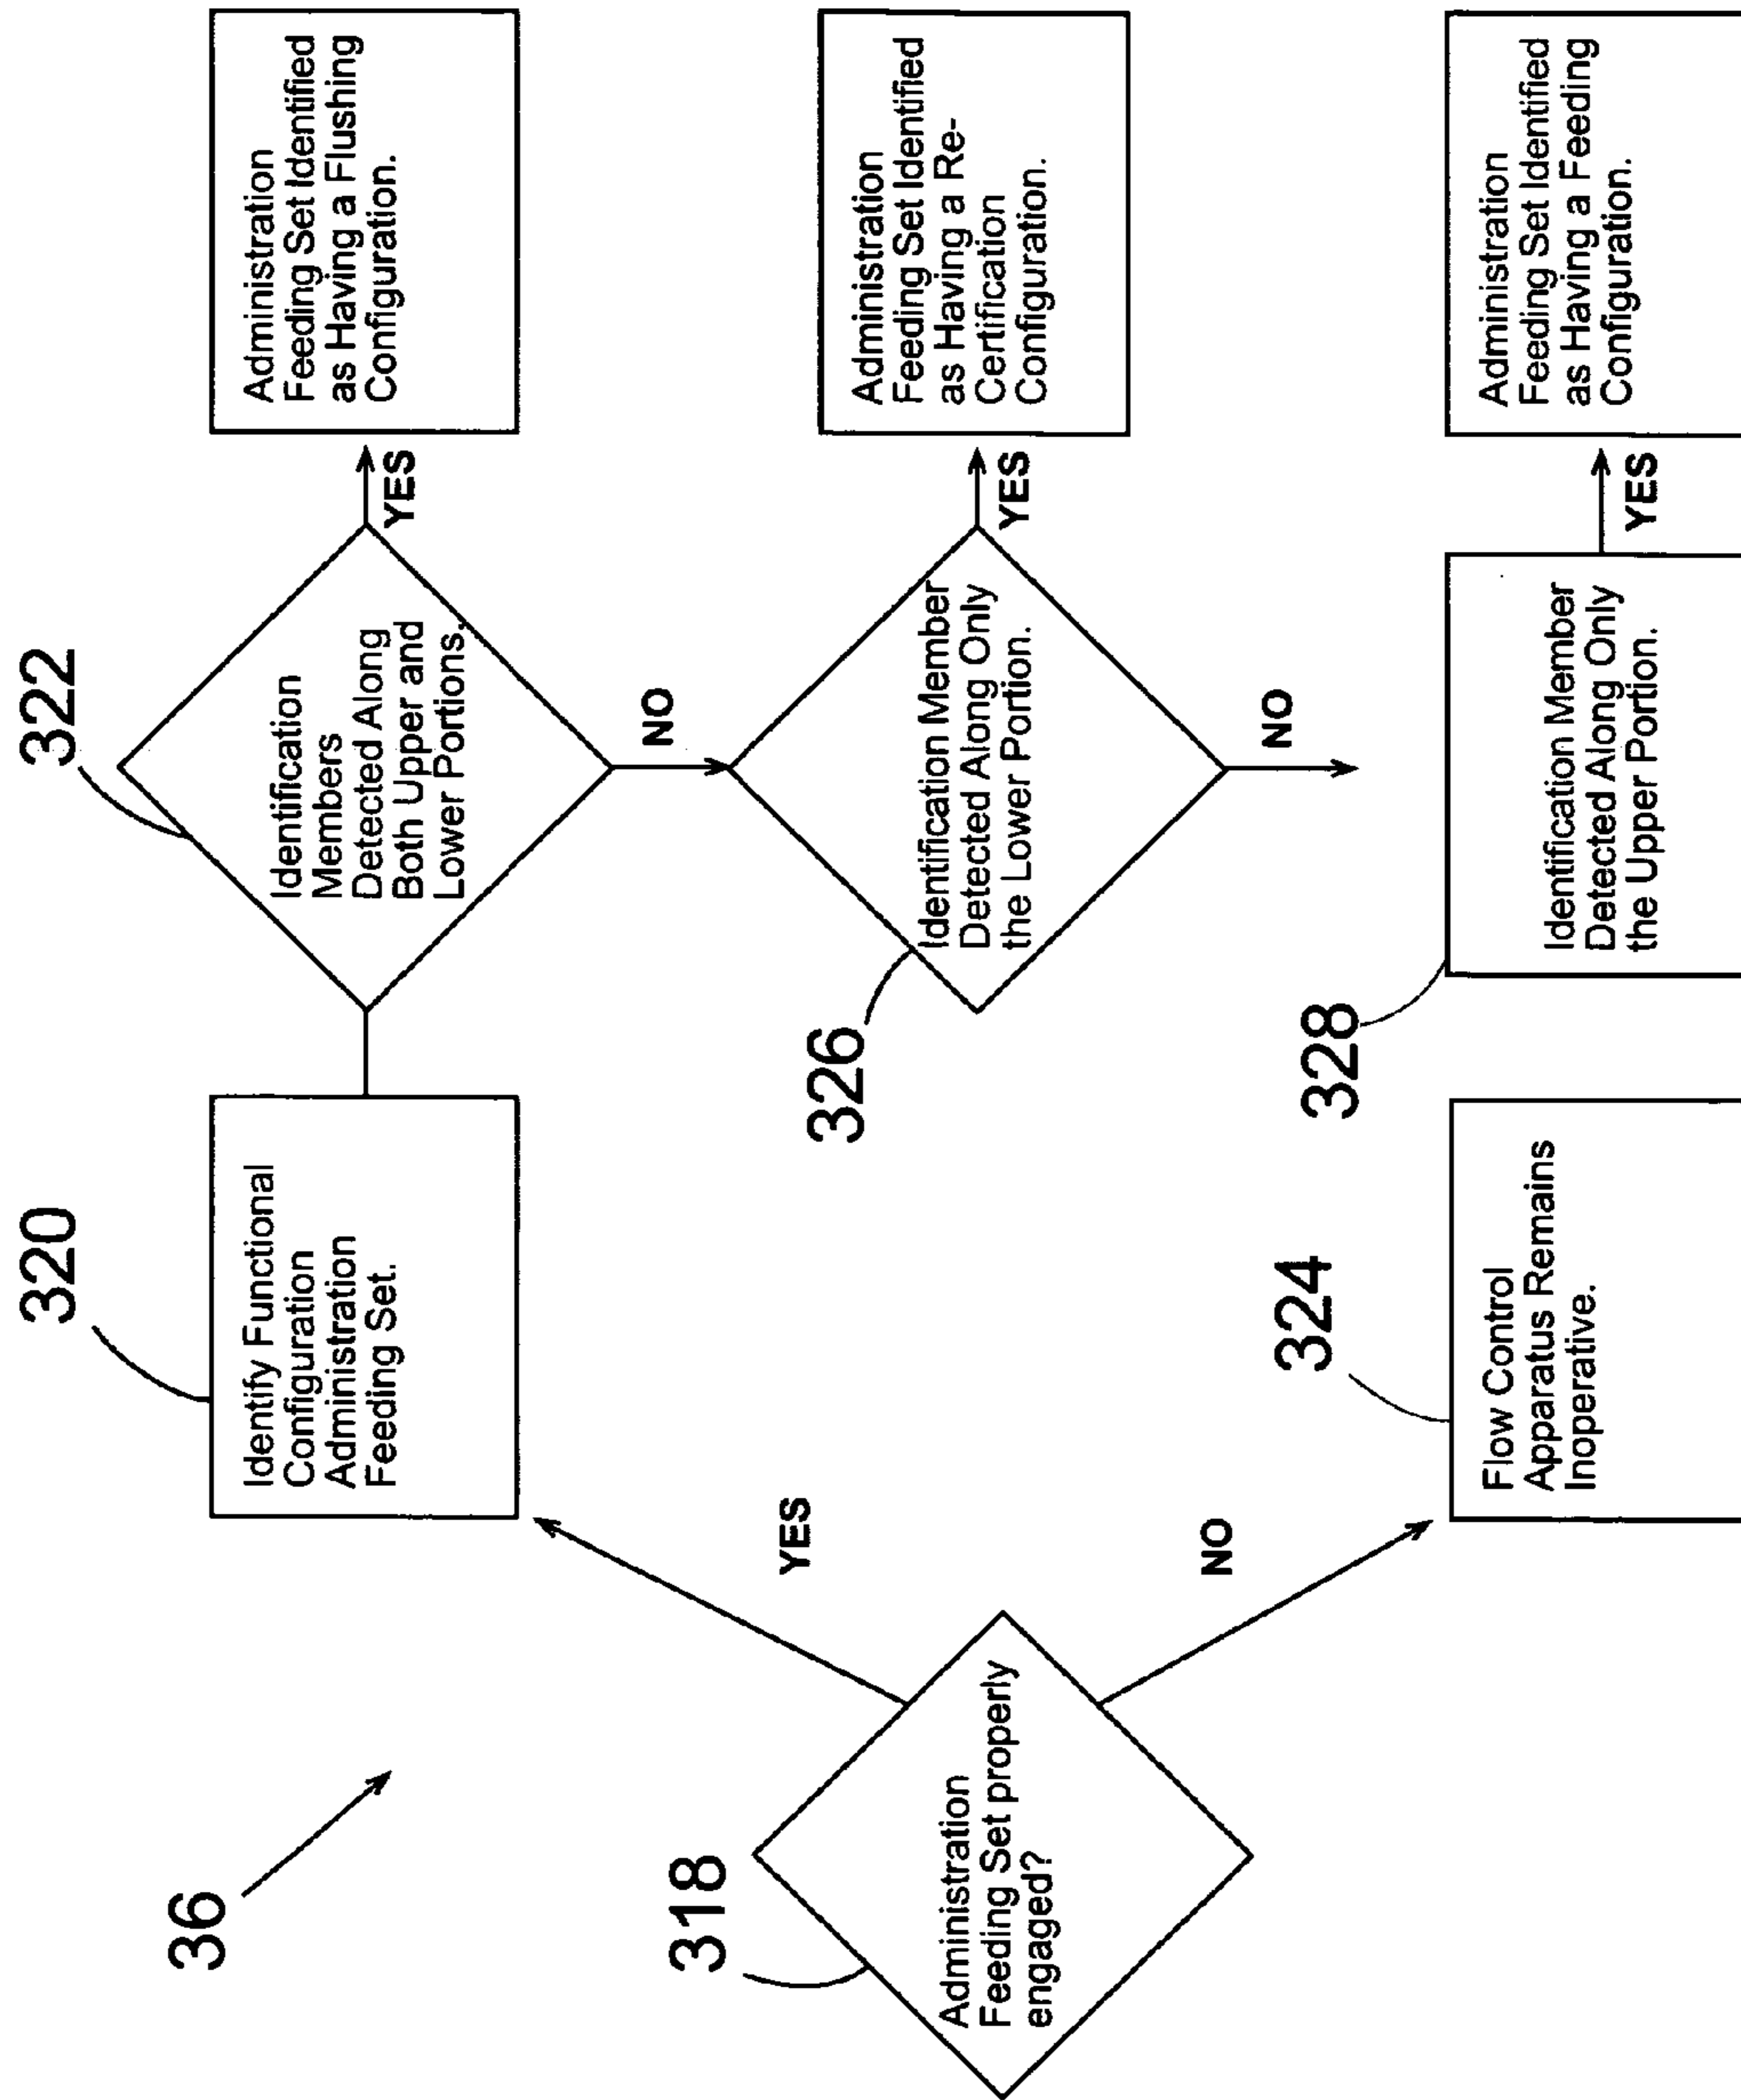 36
318
Administration
Feeding Set properly
engaged?
YES
NO
320
Identify Functional
Configuration
Administration
Feeding Set.
324
Flow Control
Apparatus Remains
Inoperative.
322
Identification
Members
Detected Along
Both Upper and
Lower Portions.
YES
Administration
Feeding Set Identified
as Having a Flushing
Configuration.
NO
326
Identification Member
Detected Along Only
the Lower Portion.
YES
Administration
Feeding Set Identified
as Having a Re-
Certification
Configuration.
NO
328
Identification Member
Detected Along Only
the Upper Portion.
YES
Administration
Feeding Set Identified
as Having a Feeding
Configuration.